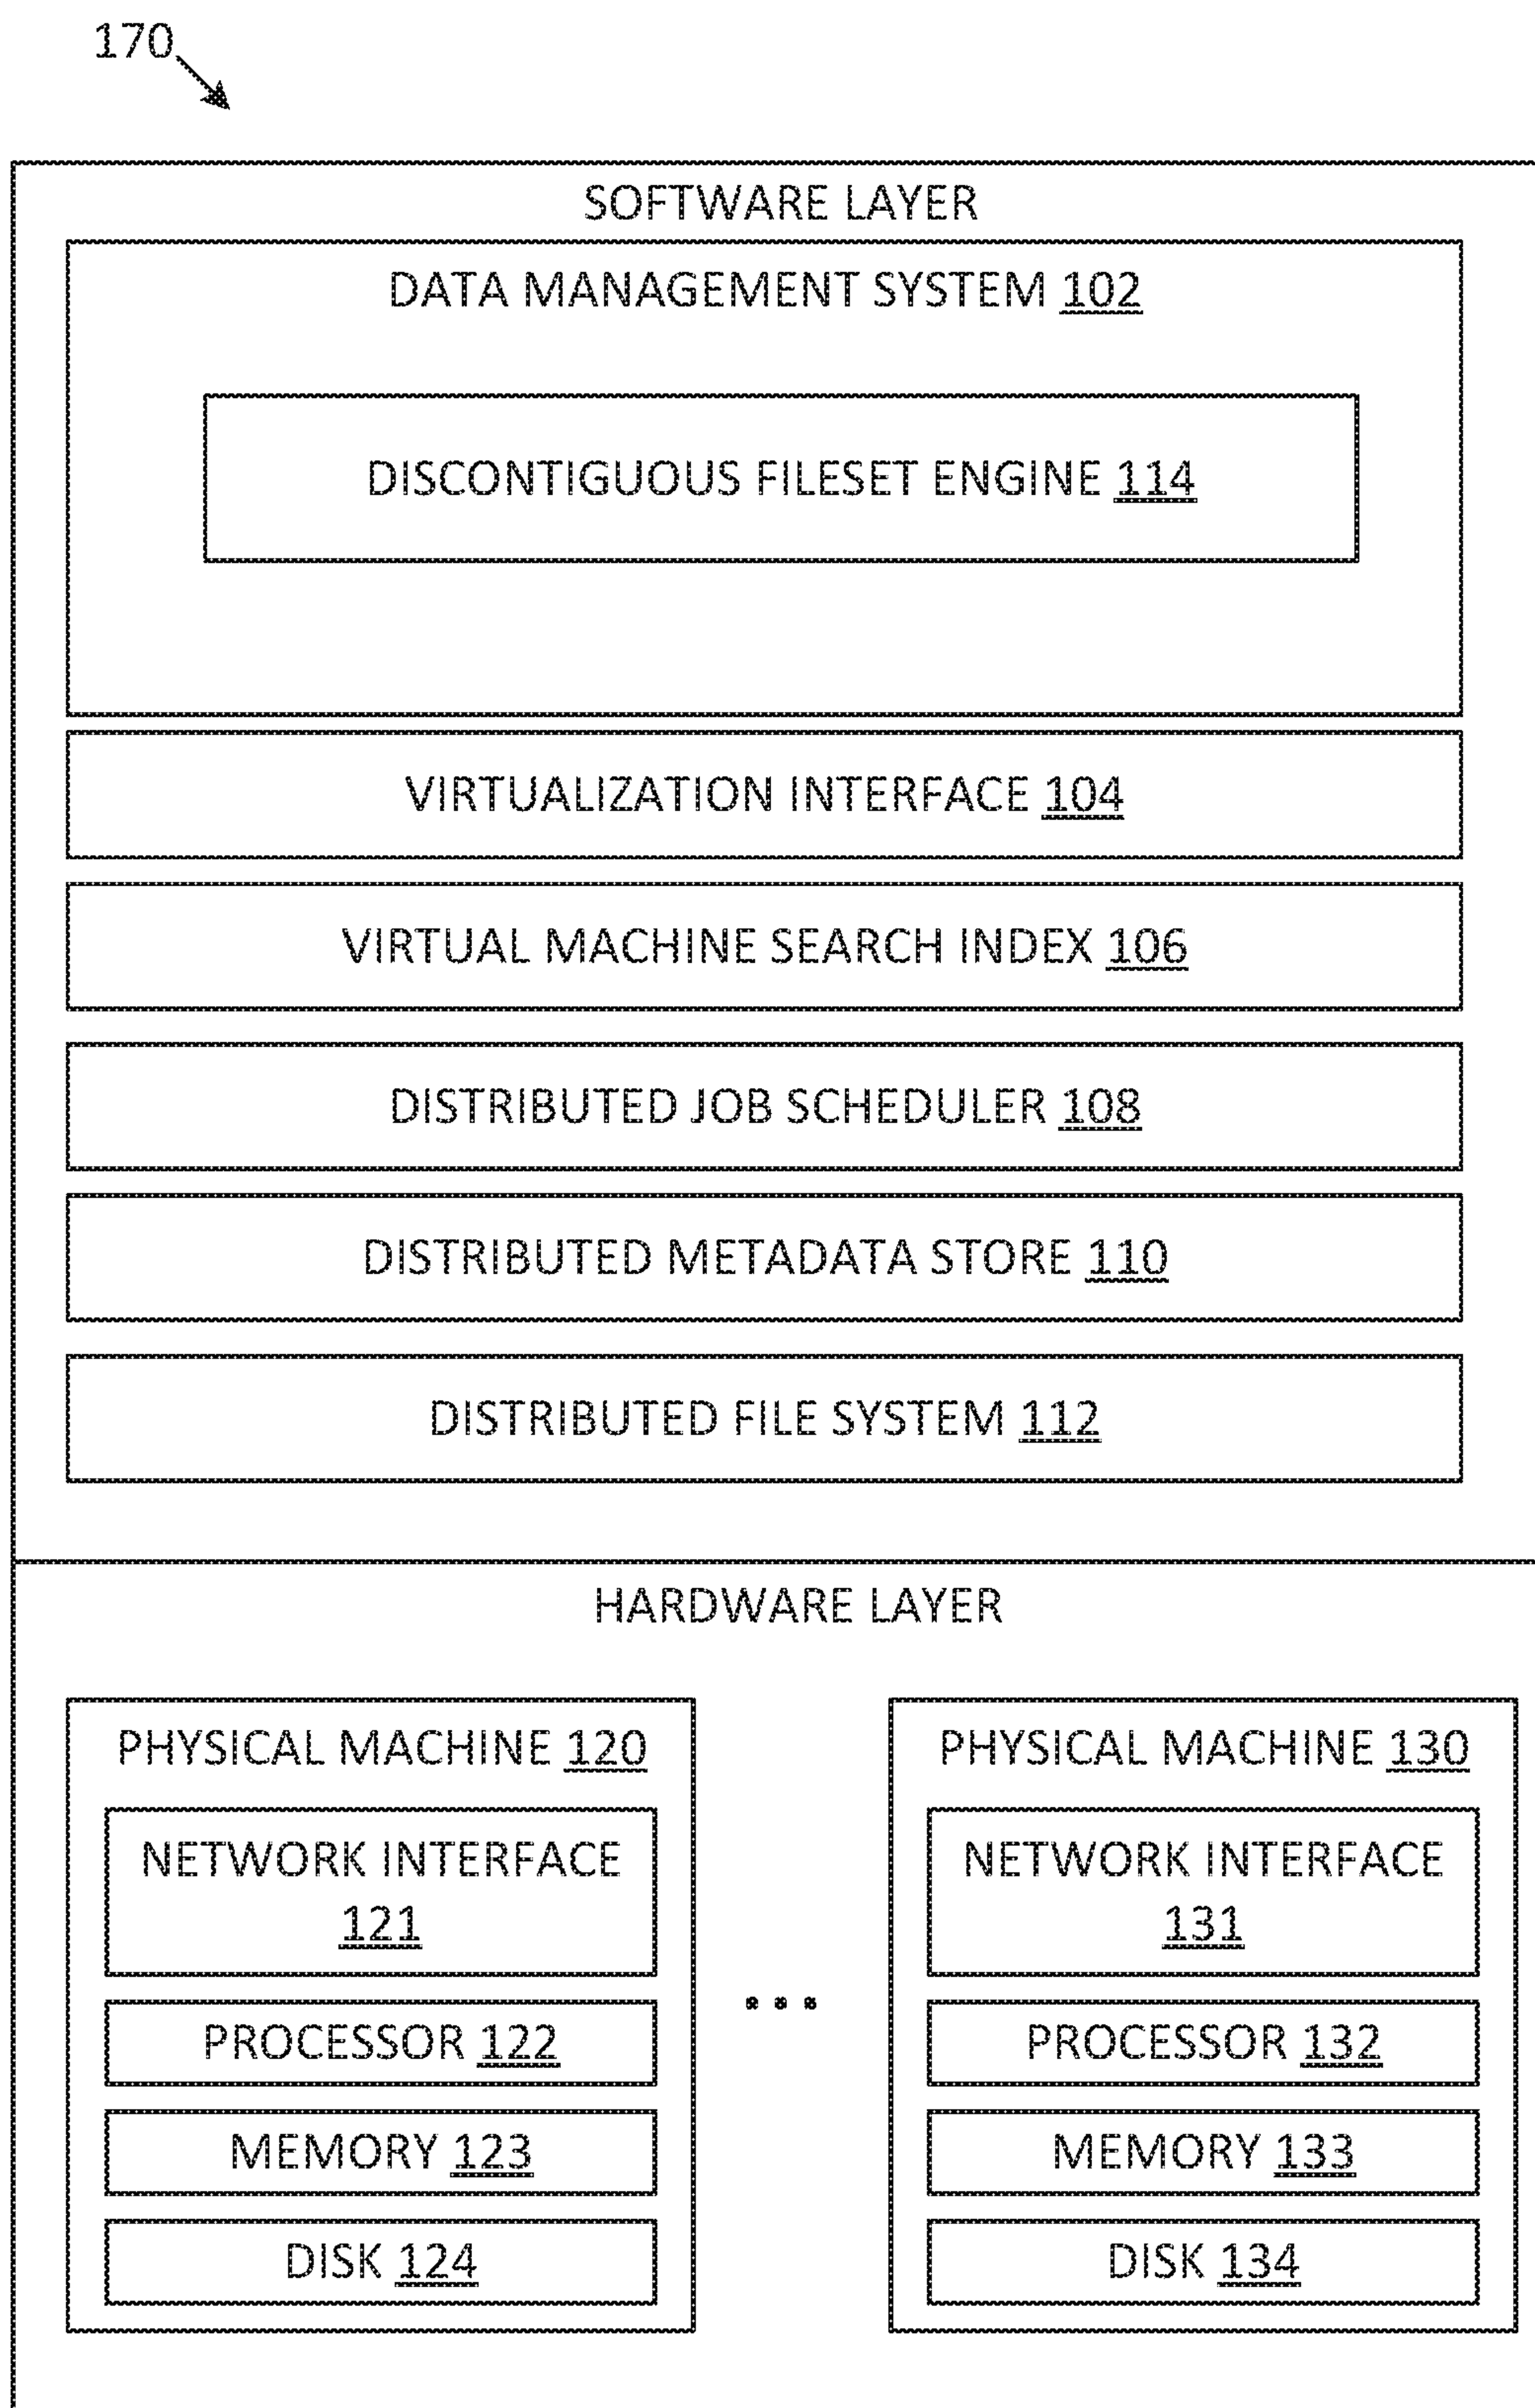 170
SOFTWARE LAYER
DATA MANAGEMENT SYSTEM 102
DISCONTIGUOUS FILESET ENGINE 114
VIRTUALIZATION INTERFACE 104
VIRTUAL MACHINE SEARCH INDEX 106
DISTRIBUTED JOB SCHEDULER 108
DISTRIBUTED METADATA STORE 110
DISTRIBUTED FILE SYSTEM 112
HARDWARE LAYER
PHYSICAL MACHINE 120
NETWORK INTERFACE
121
PROCESSOR 122
MEMORY 123
DISK 124
...
PHYSICAL MACHINE 130
NETWORK INTERFACE
131
PROCESSOR 132
MEMORY 133
DISK 134